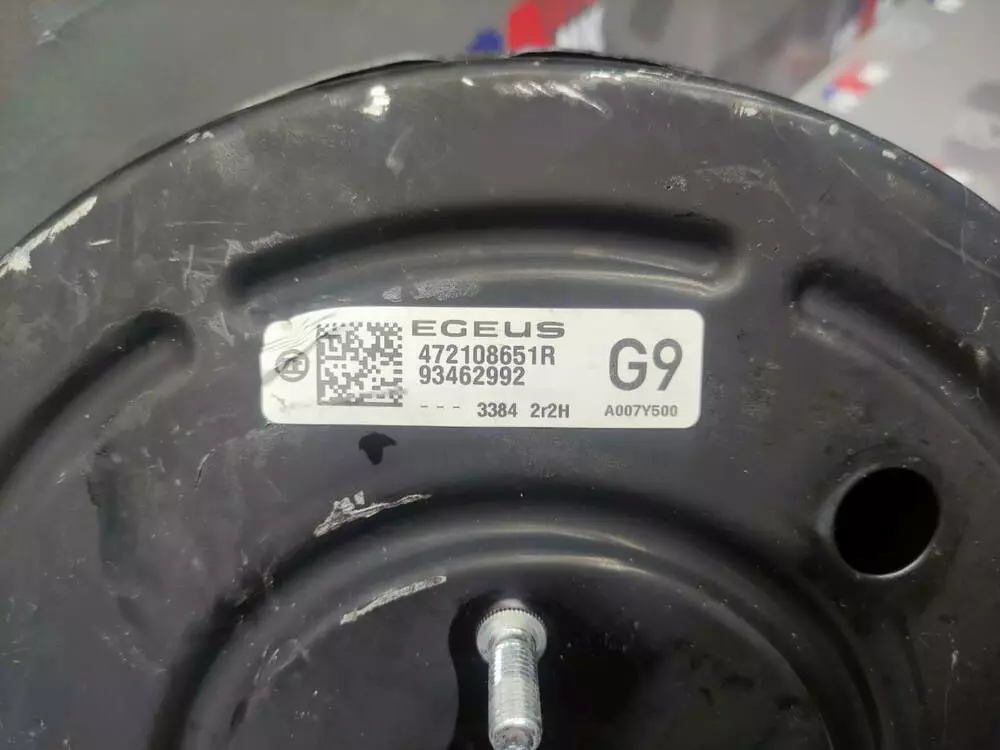 EGEUS
472108651R
93462992
G9
--- 3384 2r2H
A007Y500